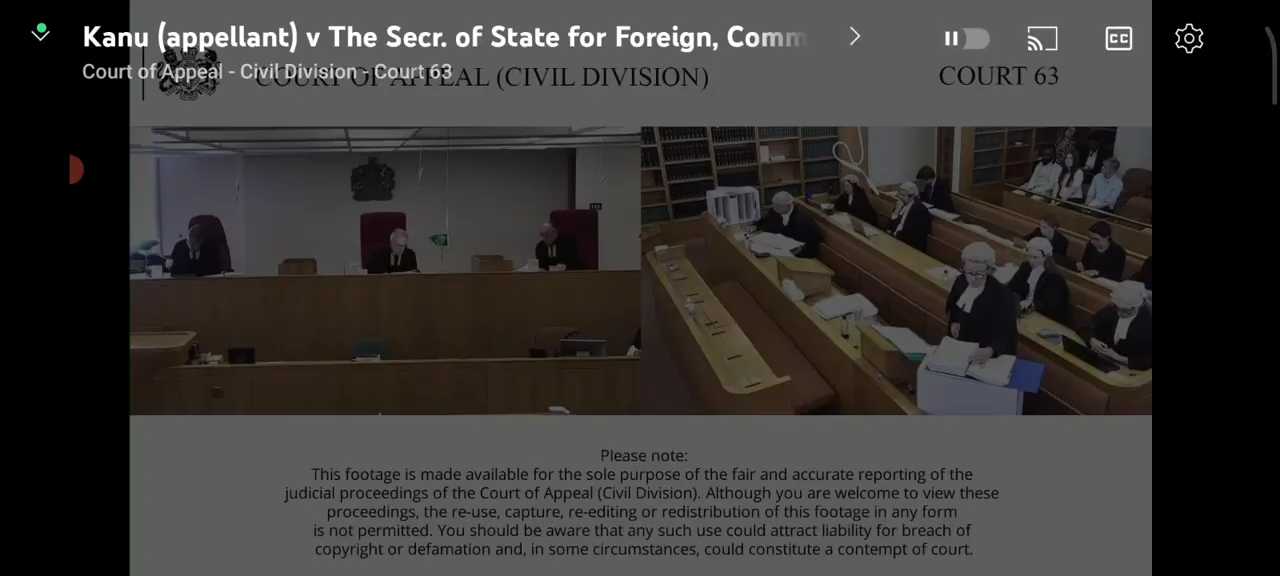 Kanu (appellant) v The Secr. of State for Foreign, Comm
Court of Appeal - Civil Division - Court 63
COURT OF APPEAL (CIVIL DIVISION)
COURT 63
CC
Please note:
This footage is made available for the sole purpose of the fair and accurate reporting of the
judicial proceedings of the Court of Appeal (Civil Division). Although you are welcome to view these
proceedings, the re-use, capture, re-editing or redistribution of this footage in any form
is not permitted. You should be aware that any such use could attract liability for breach of
copyright or defamation and, in some circumstances, could constitute a contempt of court.